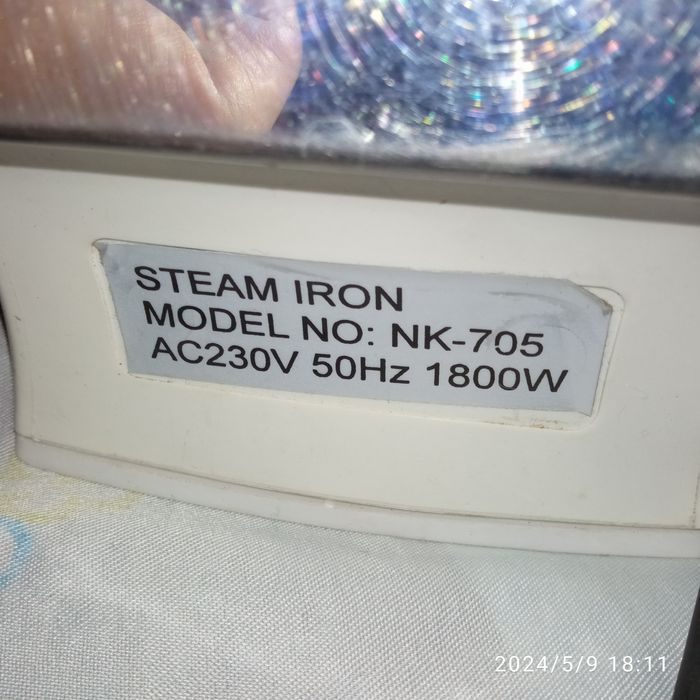 STEAM IRON
MODEL NO: NK-705
AC230V 50Hz 1800W
2024/5/9 18:11